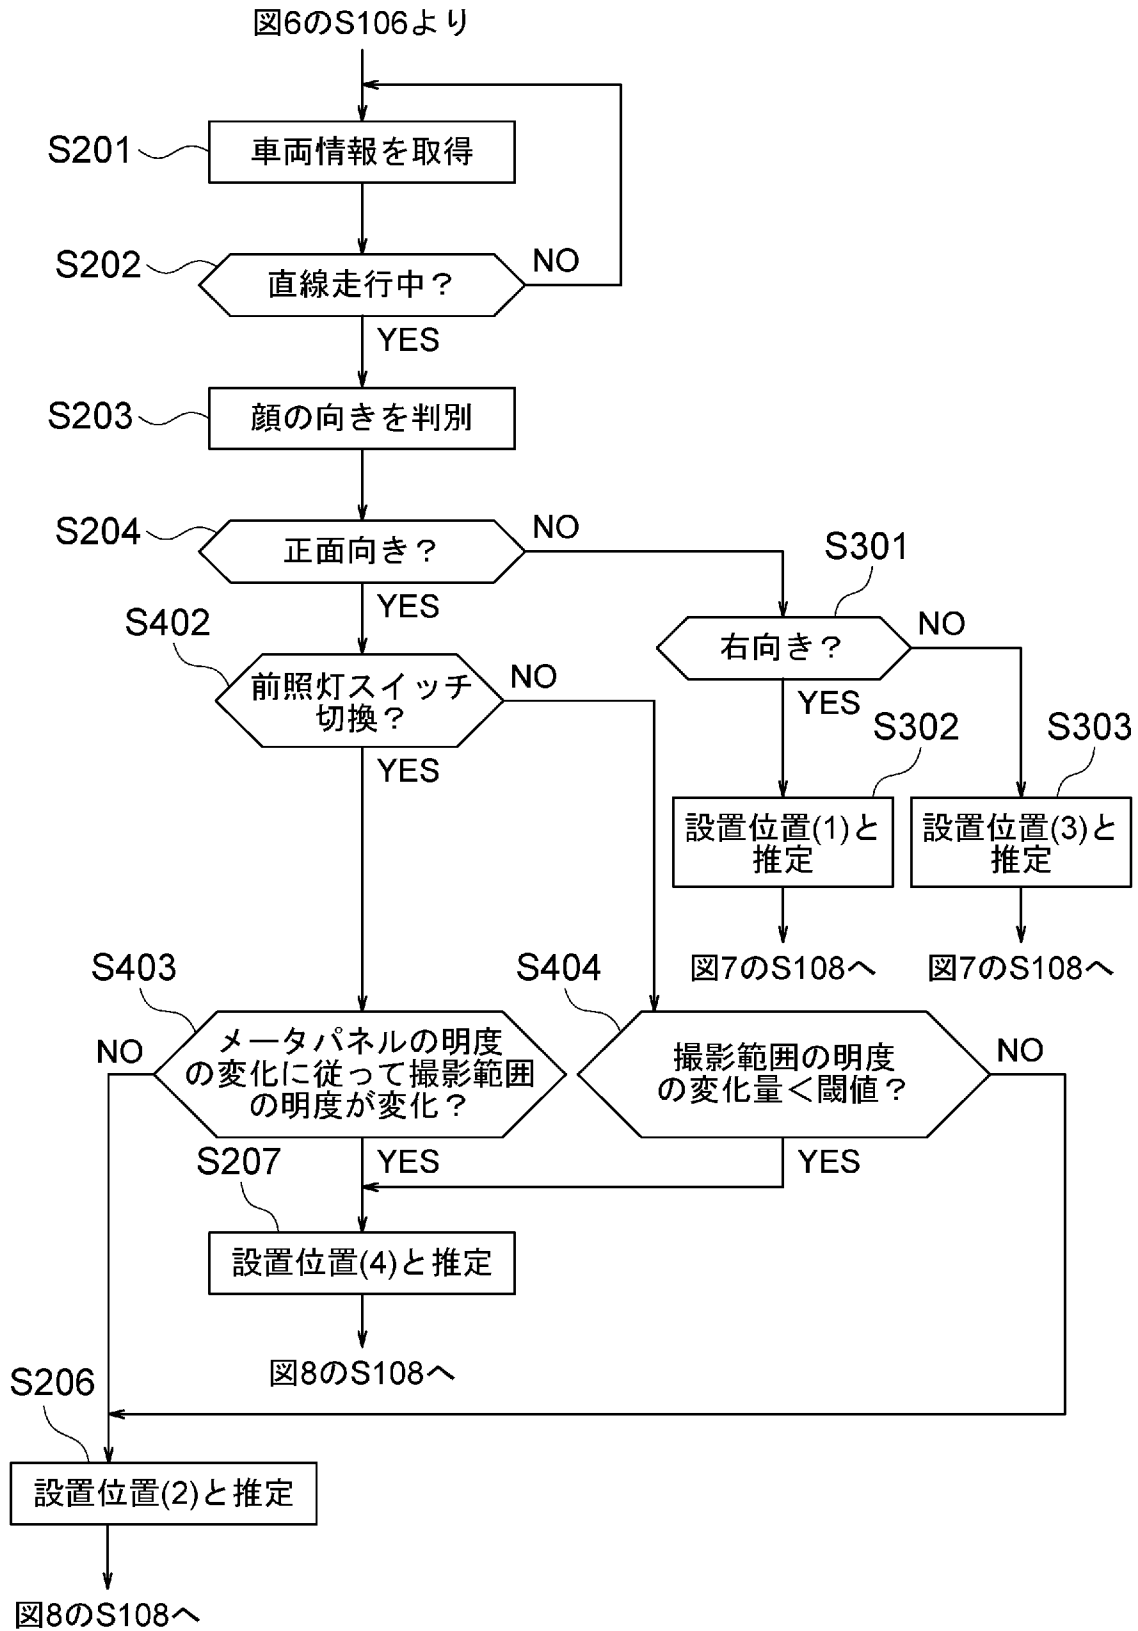 図6のS106より
S201
車両情報を取得
S202
直線走行中？
NO
YES
S203
顔の向きを判別
S204
正面向き？
NO
YES
S301
右向き？
NO
YES
S402
前照灯スイッチ
切換？
NO
YES
S302
設置位置(1)と
推定
S303
設置位置(3)と
推定
図7のS108へ
図7のS108へ
S403
メータパネルの明度
の変化に従って撮影範囲
の明度が変化？
NO
YES
S404
撮影範囲の明度
の変化量＜閾値？
NO
YES
S207
設置位置(4)と推定
図8のS108へ
S206
設置位置(2)と推定
図8のS108へ